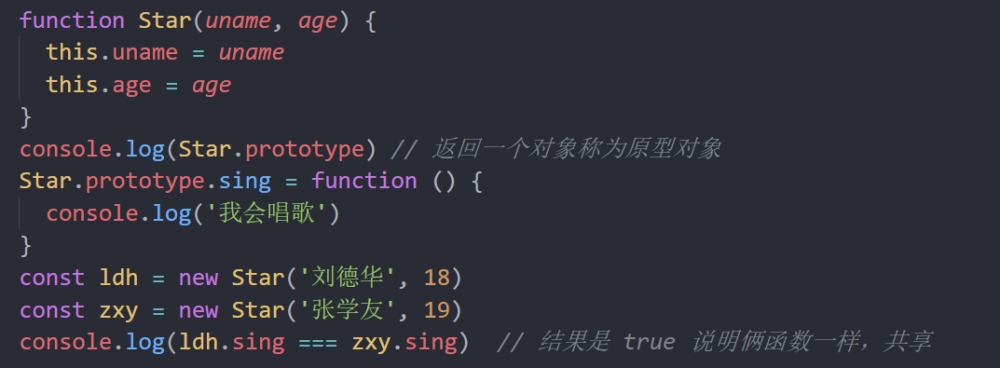 function Star(uname, age) {
this.uname = uname
this.age = age
}
console.log(Star.prototype) // 返回一个对象称为原型对象
Star.prototype.sing = function () {
console.log('我会唱歌')
}
const ldh = new Star('刘德华', 18)
const zxy = new Star('张学友', 19)
console.log(ldh.sing === zxy.sing) // 结果是 true 说明俩函数一样，共享